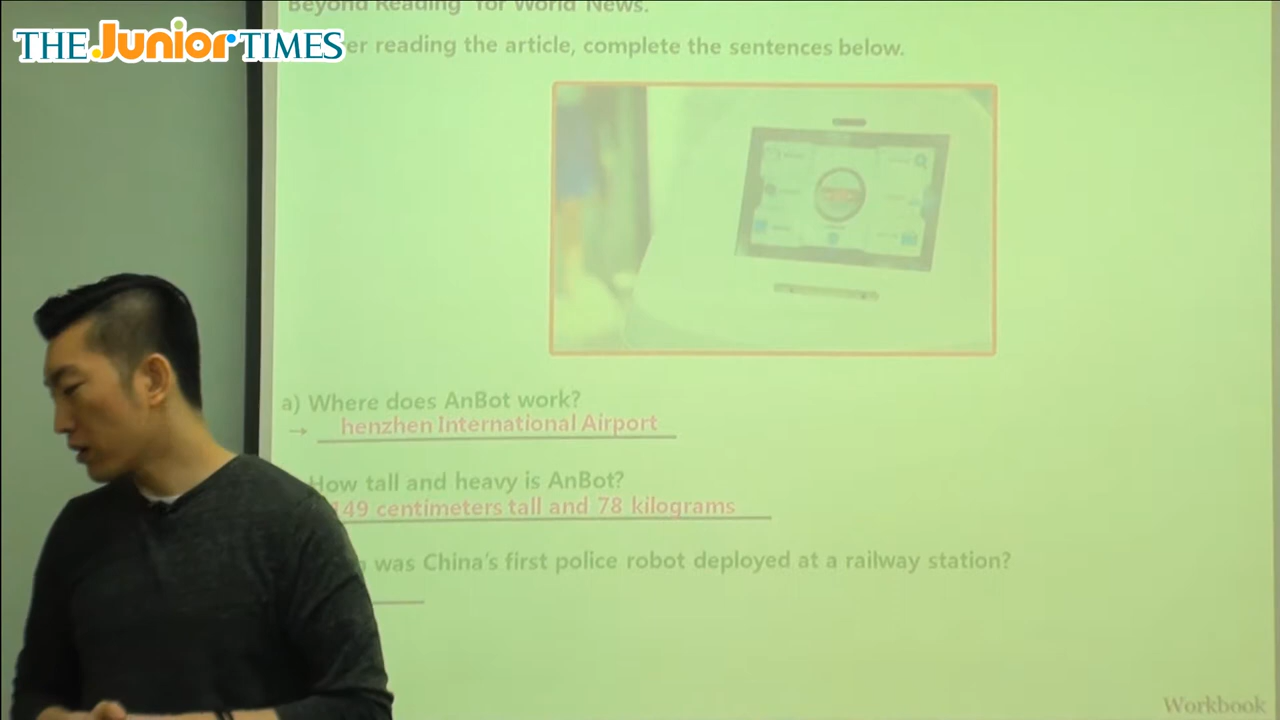 THE Junior TIMES
Beyond Reading for World News.
er reading the article, complete the sentences below.
a) Where does AnBot work?
→ henzhen International Airport
How tall and heavy is AnBot?
149 centimeters tall and 78 kilograms
was China's first police robot deployed at a railway station?
Workbook